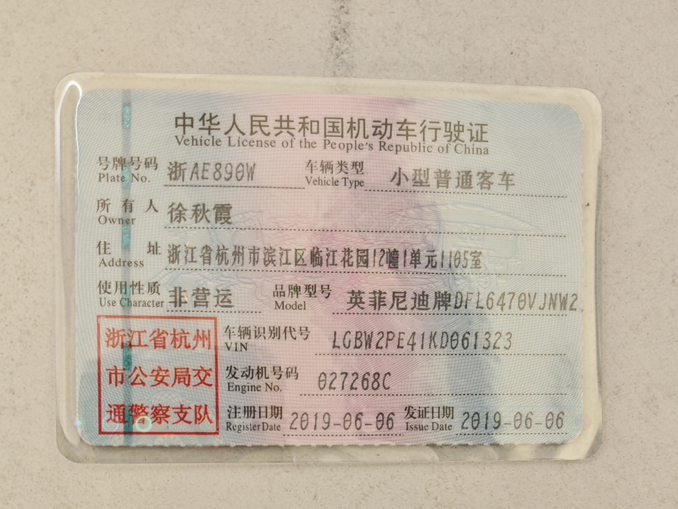 中华人民共和国机动车行驶证
Vehicle License of the People's Republic of China
号牌号码 浙AE890W 车辆类型 小型普通客车
Plate No. Vehicle Type
所有人 徐秋霞
Owner
住址 浙江省杭州市滨江区临江花园12幢1单元1105室
Address
使用性质 非营运 品牌型号 英菲尼迪牌DFL6470VJNW2
Use Character Model
浙江省杭州
市公安局交
通警察支队
车辆识别代号 LGBW2PE41KD061323
VIN
发动机号码 027268C
Engine No.
注册日期 2019-06-06 发证日期 2019-06-06
Register Date Issue Date